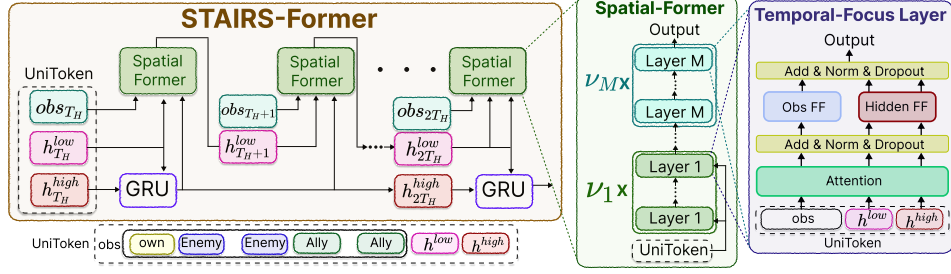 STAIRS-Former
UniToken
obs_{T_H}
h^{low}_{T_H}
h^{high}_{T_H}
Spatial
Former
GRU
obs_{T_H+1}
h^{low}_{T_H+1}
Spatial
Former
• • •
obs_{2T_H}
h^{low}_{2T_H}
h^{high}_{2T_H}
Spatial
Former
GRU
UniToken
obs
own
Enemy
Enemy
Ally
Ally
h^{low}
h^{high}
Spatial-Former
Output
Layer M
ν_M x
Layer M
Layer 1
ν_1 x
Layer 1
UniToken
Temporal-Focus Layer
Output
Add & Norm & Dropout
Obs FF
Hidden FF
Add & Norm & Dropout
Attention
obs
h^{low}
h^{high}
UniToken